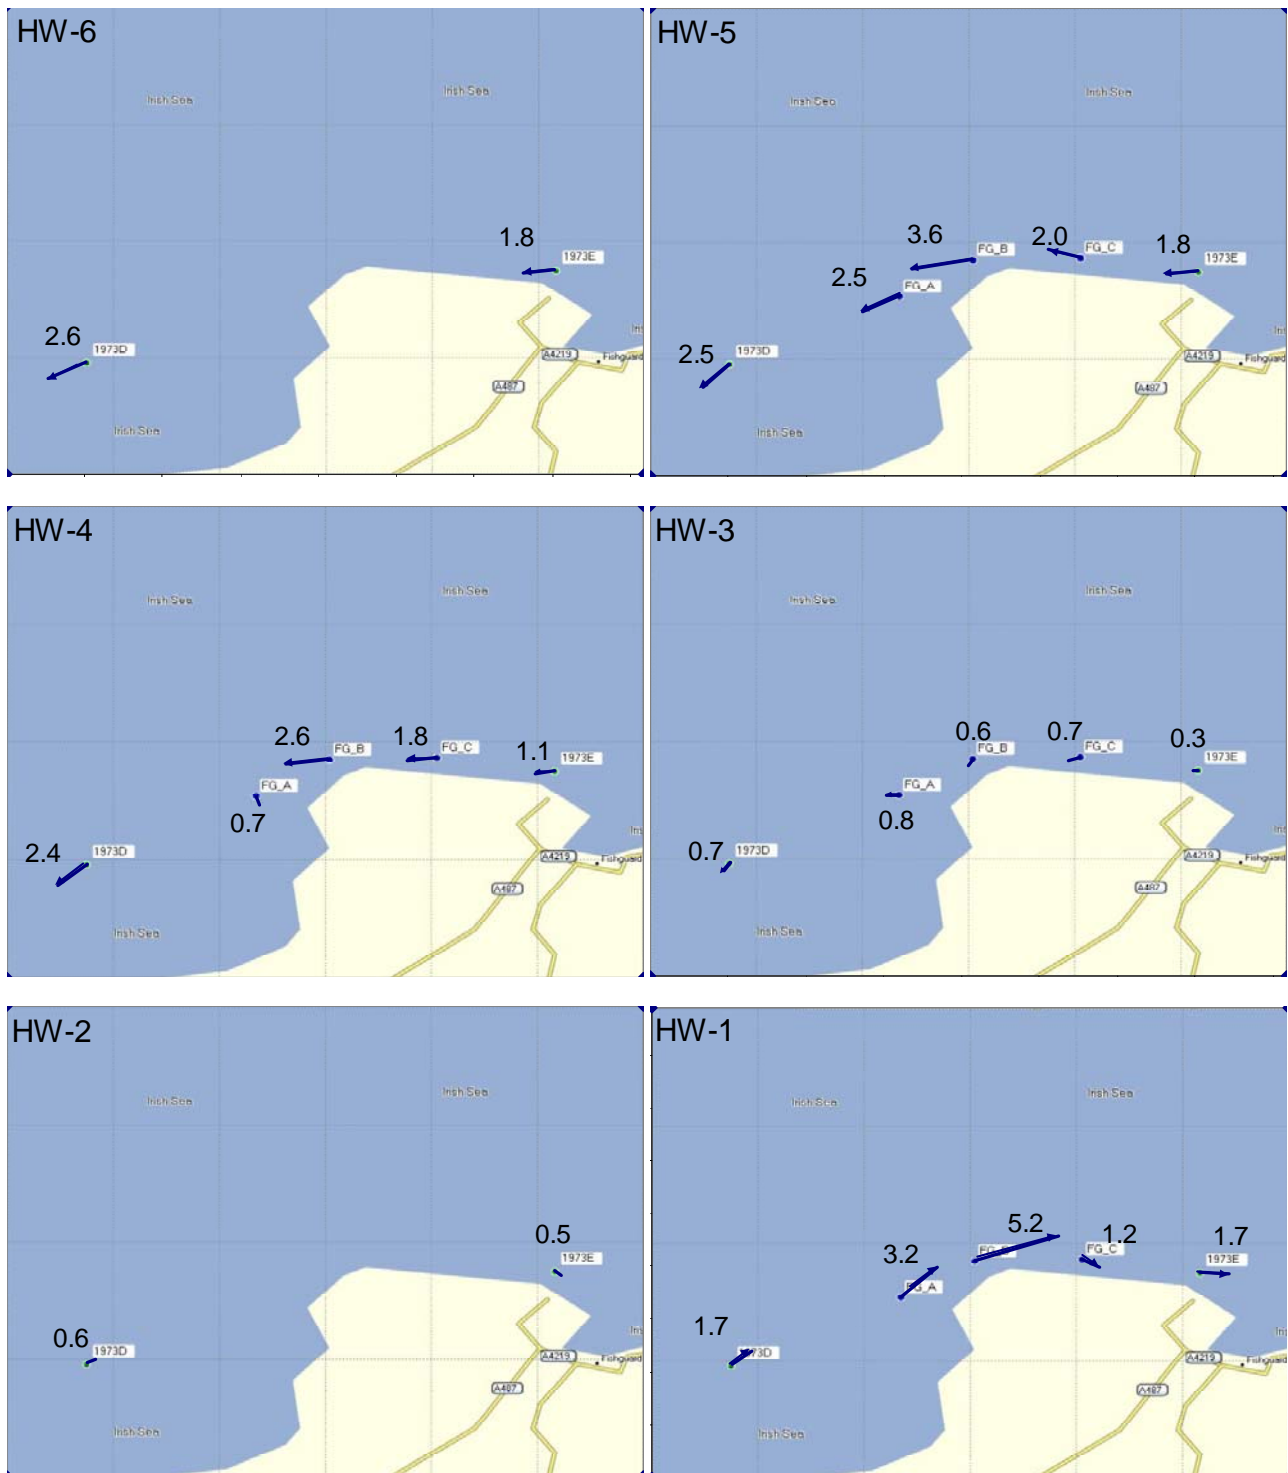 HW-6
Irish Sea
Irish Sea
1.8
1973E
2.6
1973D
A4219
Fishguard
A487
Irish Sea
HW-5
Irish Sea
Irish Sea
3.6
FG_B
2.0
FG_C
1.8
1973E
2.5
FG_A
2.5
1973D
A4219
Fishguard
A487
Irish Sea
HW-4
Irish Sea
Irish Sea
2.6
FG_B
1.8
FG_C
1.1
1973E
FG_A
0.7
2.4
1973D
A4219
Fishguard
A487
Irish Sea
HW-3
Irish Sea
Irish Sea
0.6
FG_B
0.7
FG_C
0.3
1973E
FG_A
0.8
0.7
1973D
A4219
Fishguard
A487
Irish Sea
HW-2
Irish Sea
Irish Sea
0.5
1973E
0.6
1973D
A4219
Fishguard
A487
Irish Sea
HW-1
Irish Sea
Irish Sea
5.2
1.2
FG_C
1.7
1973E
3.2
FG_A
1.7
A4219
Fishguard
A487
Irish Sea